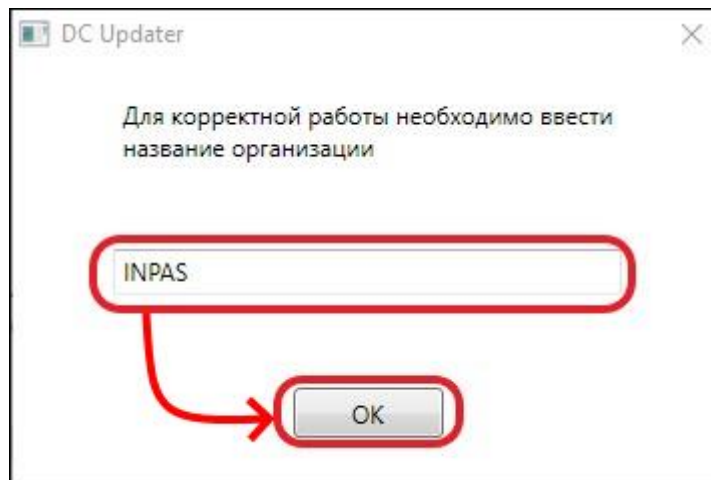 DC Updater
Для корректной работы необходимо ввести
название организации
INPAS
OK